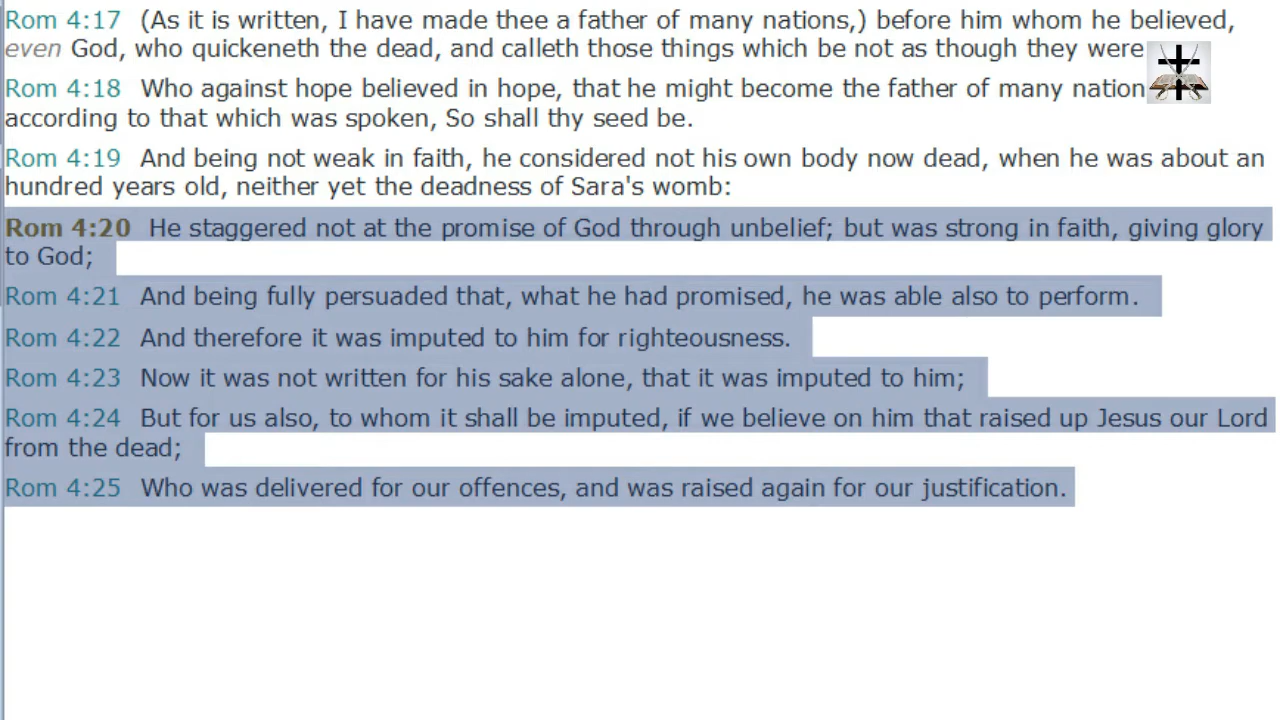 Rom 4:17 (As it is written, I have made thee a father of many nations,) before him whom he believed,
even God, who quickeneth the dead, and calleth those things which be not as though they were
Rom 4:18 Who against hope believed in hope, that he might become the father of many nation
according to that which was spoken, So shall thy seed be.
Rom 4:19 And being not weak in faith, he considered not his own body now dead, when he was about an
hundred years old, neither yet the deadness of Sara's womb:
Rom 4:20 He staggered not at the promise of God through unbelief; but was strong in faith, giving glory
to God;
Rom 4:21 And being fully persuaded that, what he had promised, he was able also to perform.
Rom 4:22 And therefore it was imputed to him for righteousness.
Rom 4:23 Now it was not written for his sake alone, that it was imputed to him;
Rom 4:24 But for us also, to whom it shall be imputed, if we believe on him that raised up Jesus our Lord
from the dead;
Rom 4:25 Who was delivered for our offences, and was raised again for our justification.